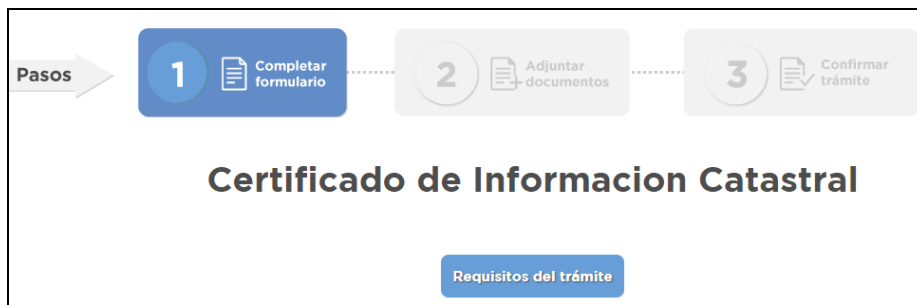 Pasos
1
Completar
formulario
2
Adjuntar
documentos
3
Confirmar
trámite
Certificado de Informacion Catastral
Requisitos del trámite